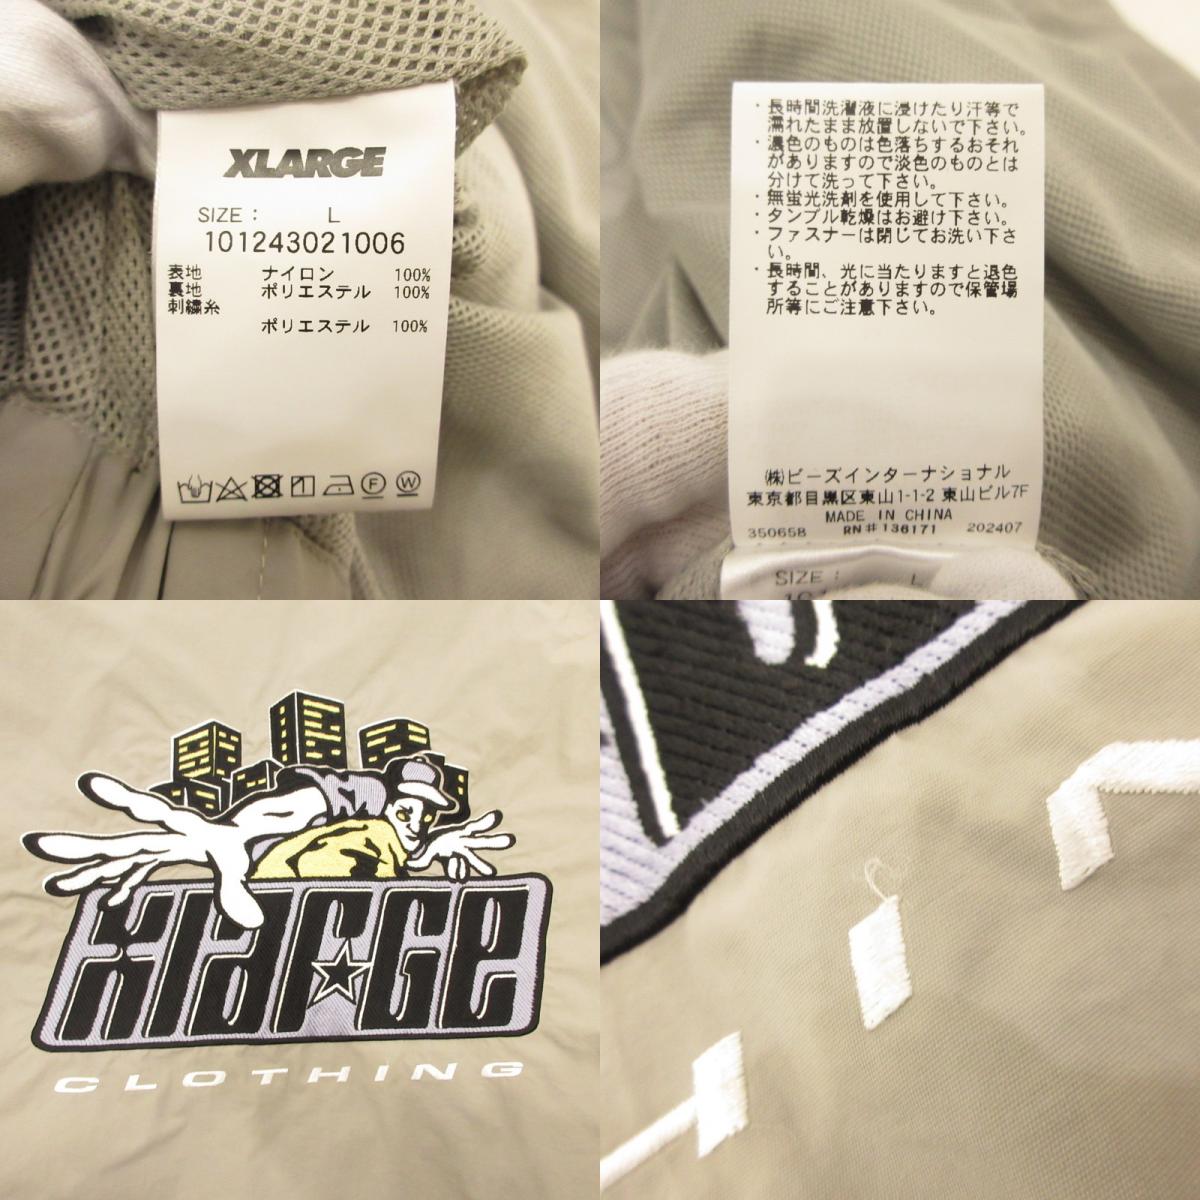 XLARGE
SIZE : L
101243021006
表地 ナイロン 100%
裏地 ポリエステル 100%
刺繍糸
ポリエステル 100%
F W
・長時間洗濯液に浸けたり汗等で
濡れたまま放置しないで下さい。
・濃色のものは色落ちするおそれ
がありますので淡色のものとは
分けて洗って下さい。
・無蛍光洗剤を使用して下さい。
・タンブル乾燥はお避け下さい。
・ファスナーは閉じてお洗い下さ
い。
・長時間、光に当たりますと退色
することがありますので保管場
所等にご注意下さい。
㈱ビーズインターナショナル
東京都目黒区東山1-1-2 東山ビル7F
MADE IN CHINA
350658 RN#136171 202407
SIZE : L
XLARGE
CLOTHING